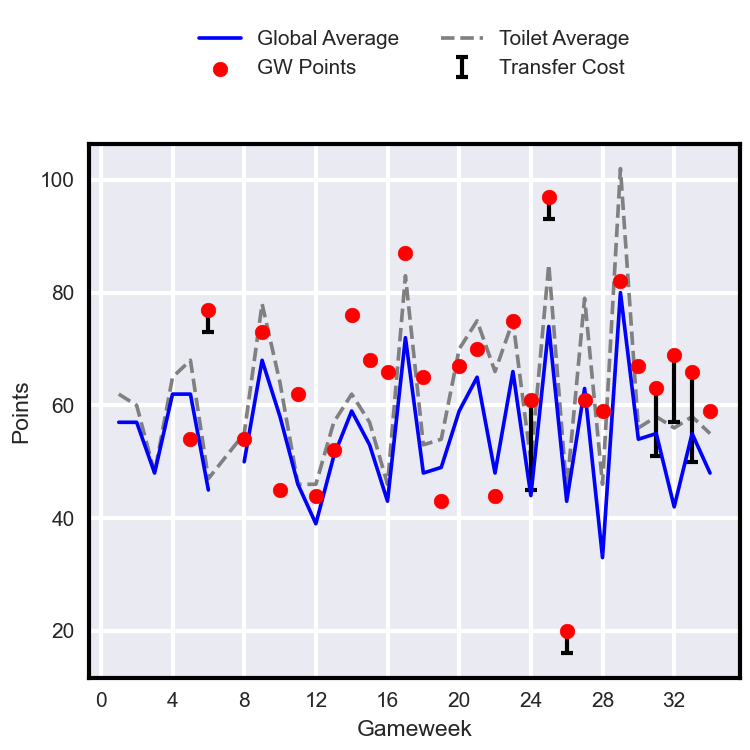 Global Average
Toilet Average
GW Points
Transfer Cost
100
80
60
40
20
Points
0 4 8 12 16 20 24 28 32
Gameweek